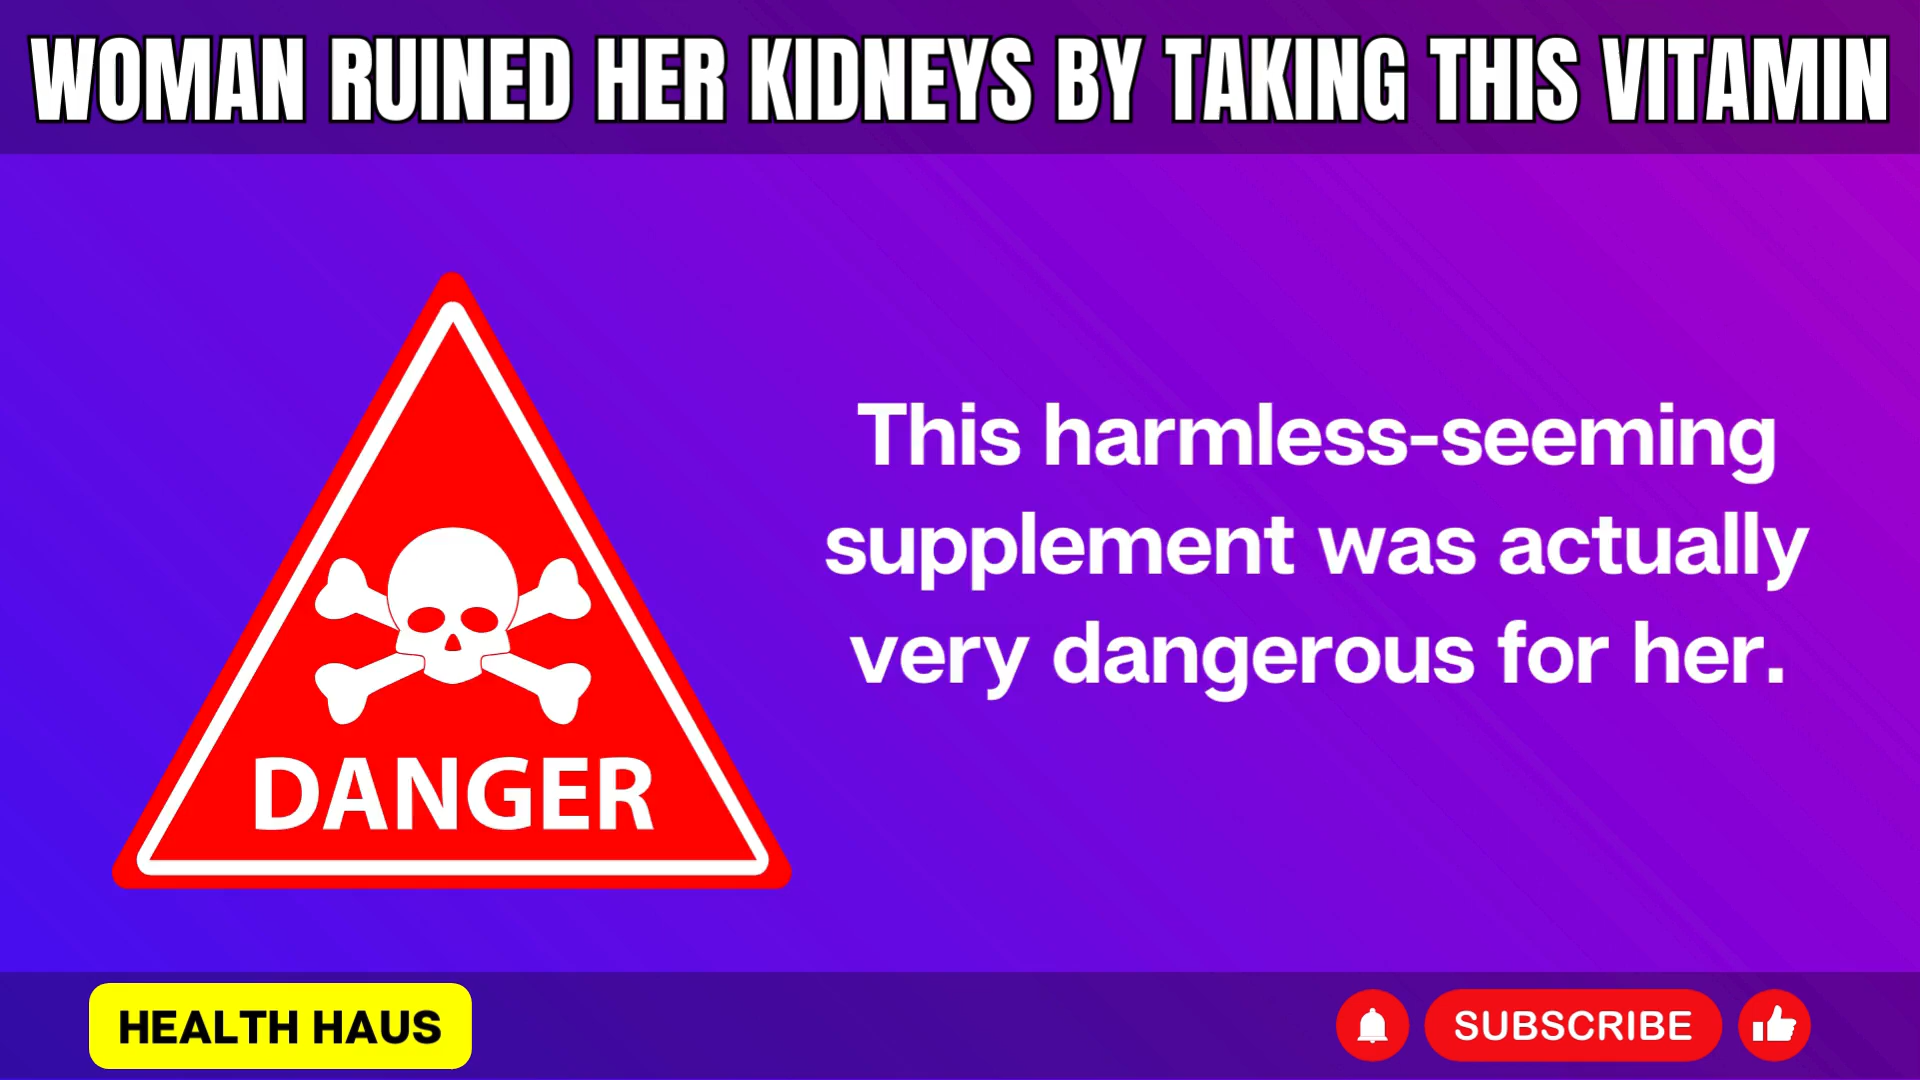 WOMAN RUINED HER KIDNEYS BY TAKING THIS VITAMIN
This harmless-seeming
supplement was actually
very dangerous for her.
DANGER
HEALTH HAUS
SUBSCRIBE